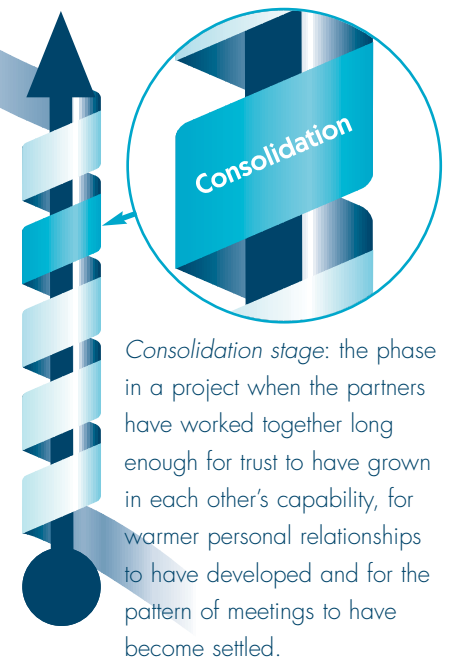 Consolidation
Consolidation stage: the phase
in a project when the partners
have worked together long
enough for trust to have grown
in each other’s capability, for
warmer personal relationships
to have developed and for the
pattern of meetings to have
become settled.